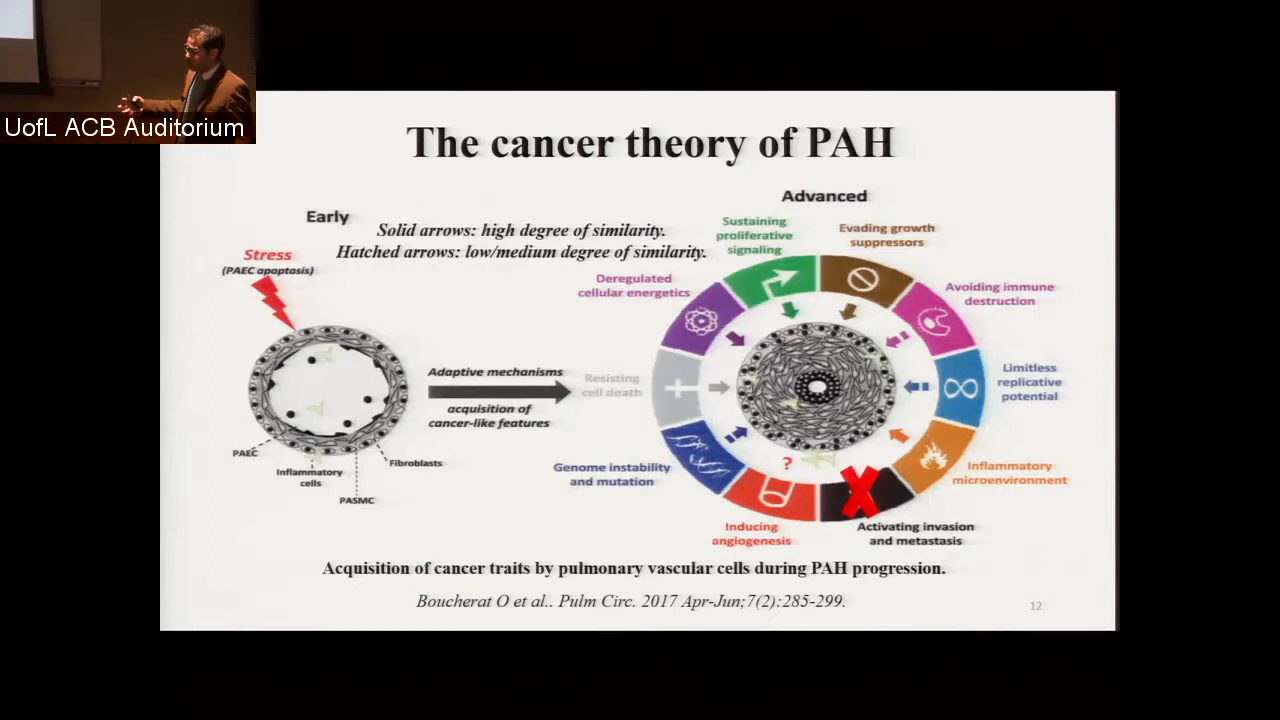 UofL ACB Auditorium
The cancer theory of PAH
Early
Solid arrows: high degree of similarity.
Hatched arrows: low/medium degree of similarity.
Stress
(PAEC apoptosis)
PAEC
Inflammatory
cells
PASMC
Fibroblasts
Adaptive mechanisms
acquisition of
cancer-like features
Advanced
Sustaining
proliferative
signaling
Evading growth
suppressors
Deregulated
cellular energetics
Avoiding immune
destruction
Resisting
cell death
Limitless
replicative
potential
Genome instability
and mutation
Inflammatory
microenvironment
?
Inducing
angiogenesis
Activating invasion
and metastasis
Acquisition of cancer traits by pulmonary vascular cells during PAH progression.
Boucherat O et al.. Pulm Circ. 2017 Apr-Jun;7(2):285-299.
12